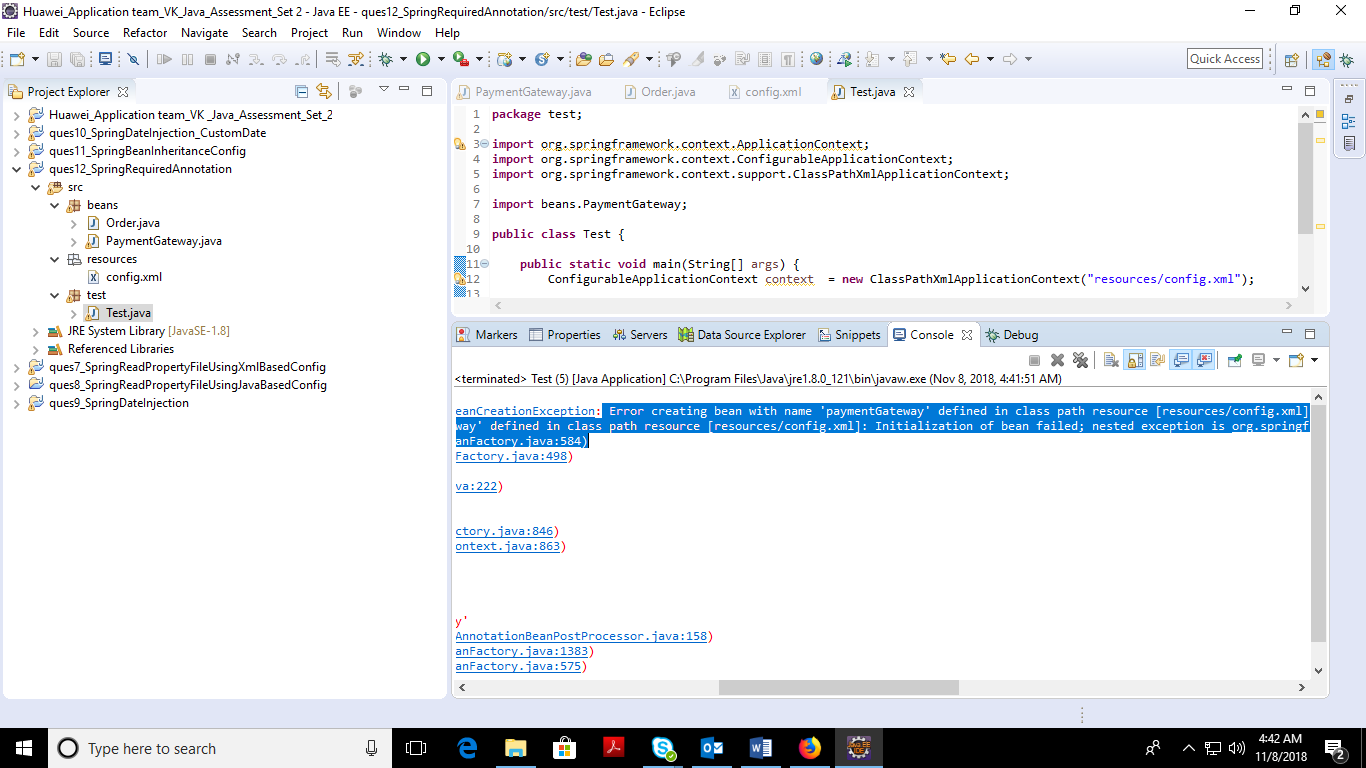 Huawei_Application team_VK_Java_Assessment_Set 2 - Java EE - ques12_SpringRequiredAnnotation/src/test/Test.java - Eclipse
File Edit Source Refactor Navigate Search Project Run Window Help
Quick Access
Project Explorer
Huawei_Application team_VK _Java_Assessment_Set_2
ques10_SpringDateInjection_CustomDate
ques11_SpringBeanInheritanceConfig
ques12_SpringRequiredAnnotation
src
beans
Order.java
PaymentGateway.java
resources
config.xml
test
Test.java
JRE System Library [JavaSE-1.8]
Referenced Libraries
ques7_SpringReadPropertyFileUsingXmlBasedConfig
ques8_SpringReadPropertyFileUsingJavaBasedConfig
ques9_SpringDateInjection
PaymentGateway.java Order.java config.xml Test.java
1 package test;
2
3 import org.springframework.context.ApplicationContext;
4 import org.springframework.context.ConfigurableApplicationContext;
5 import org.springframework.context.support.ClassPathXmlApplicationContext;
6
7 import beans.PaymentGateway;
8
9 public class Test {
10
11 public static void main(String[] args) {
12 ConfigurableApplicationContext context = new ClassPathXmlApplicationContext("resources/config.xml");
13
Markers Properties Servers Data Source Explorer Snippets Console Debug
<terminated> Test (5) [Java Application] C:\Program Files\Java\jre1.8.0_121\bin\javaw.exe (Nov 8, 2018, 4:41:51 AM)
eanCreationException: Error creating bean with name 'paymentGateway' defined in class path resource [resources/config.xml]
way' defined in class path resource [resources/config.xml]: Initialization of bean failed; nested exception is org.springf
anFactory.java:584)
Factory.java:498)
va:222)
ctory.java:846)
ontext.java:863)
y'
AnnotationBeanPostProcessor.java:158)
anFactory.java:1383)
anFactory.java:575)
Type here to search
4:42 AM
11/8/2018
2